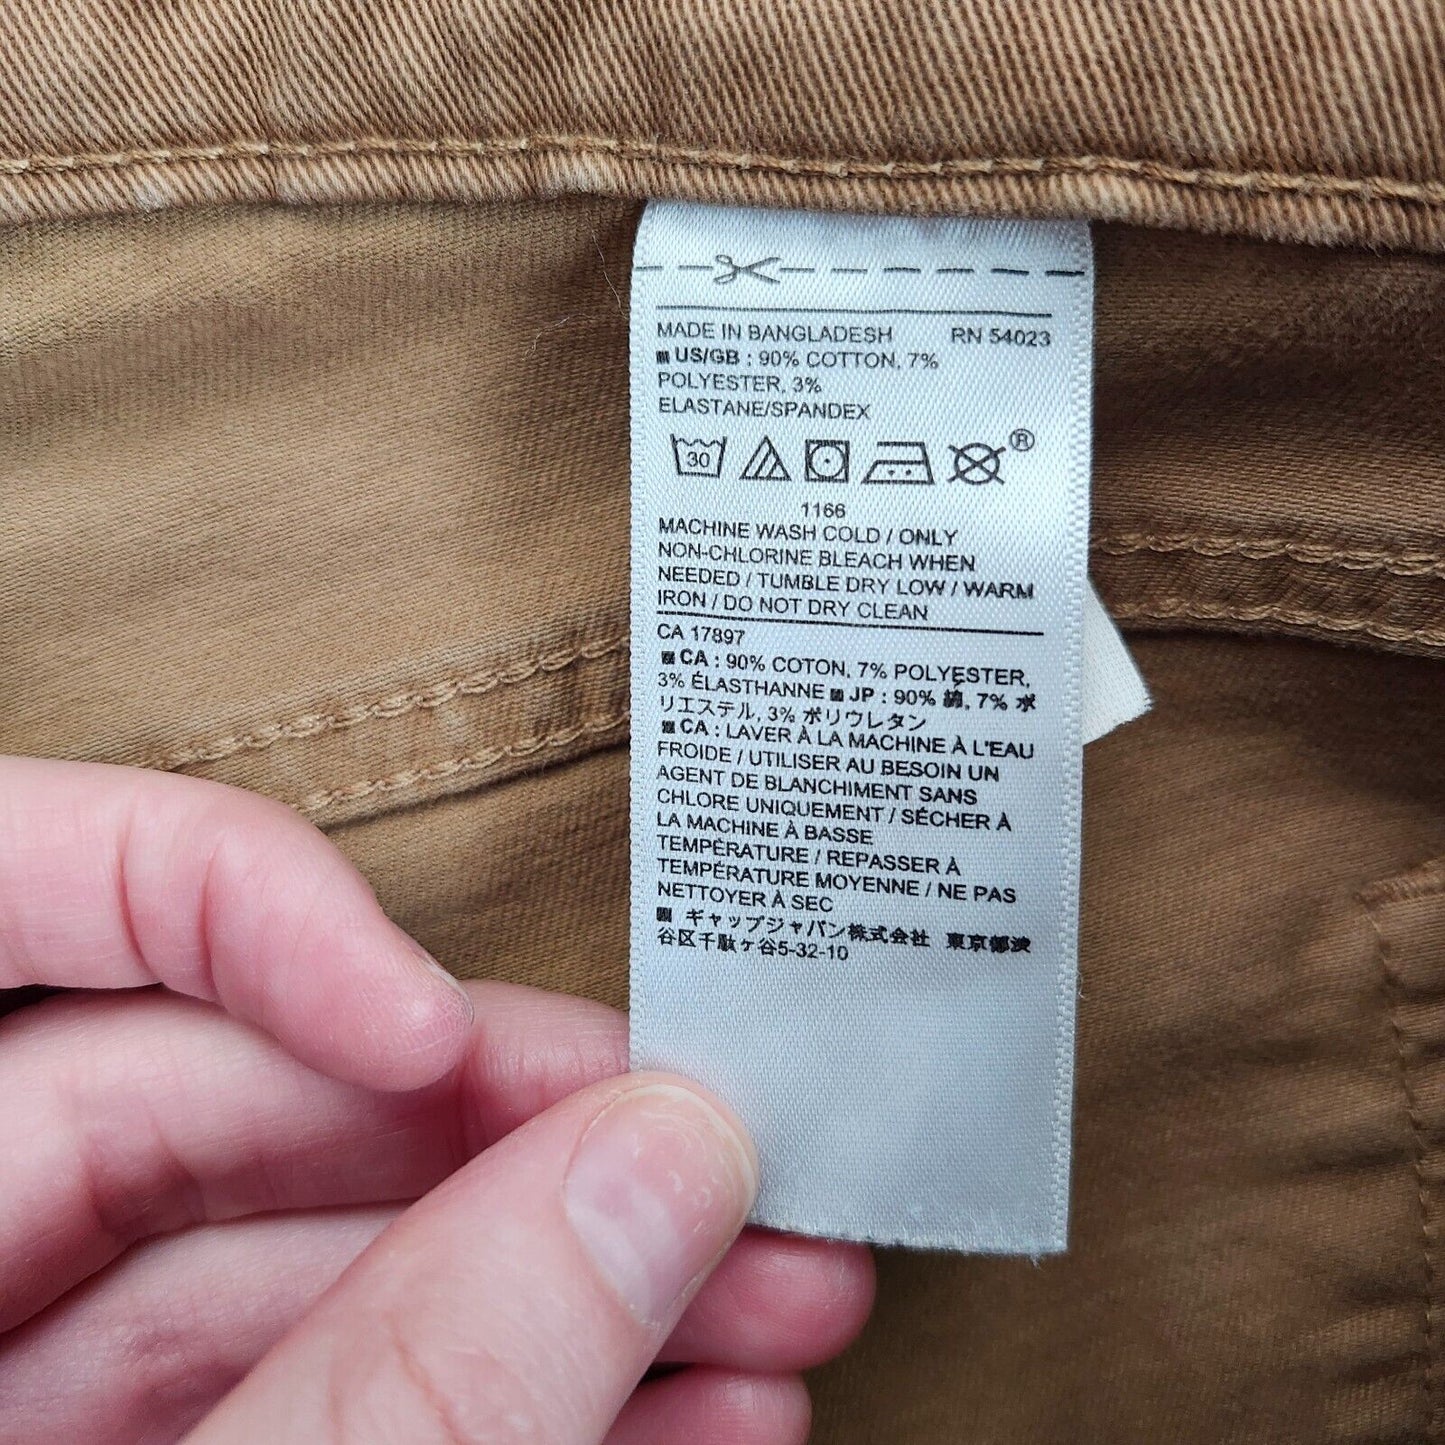 MADE IN BANGLADESH RN 54023
US/GB : 90% COTTON, 7%
POLYESTER, 3%
ELASTANE/SPANDEX
30 ®
1166
MACHINE WASH COLD / ONLY
NON-CHLORINE BLEACH WHEN
NEEDED / TUMBLE DRY LOW / WARM
IRON / DO NOT DRY CLEAN
CA 17897
CA : 90% COTON, 7% POLYESTER,
3% ÉLASTHANNE JP : 90% 綿, 7% ポ
リエステル, 3% ポリウレタン
CA : LAVER À LA MACHINE À L'EAU
FROIDE / UTILISER AU BESOIN UN
AGENT DE BLANCHIMENT SANS
CHLORE UNIQUEMENT / SÉCHER À
LA MACHINE À BASSE
TEMPÉRATURE / REPASSER À
TEMPÉRATURE MOYENNE / NE PAS
NETTOYER À SEC
ギャップジャパン株式会社 東京都渋
谷区千駄ヶ谷5-32-10